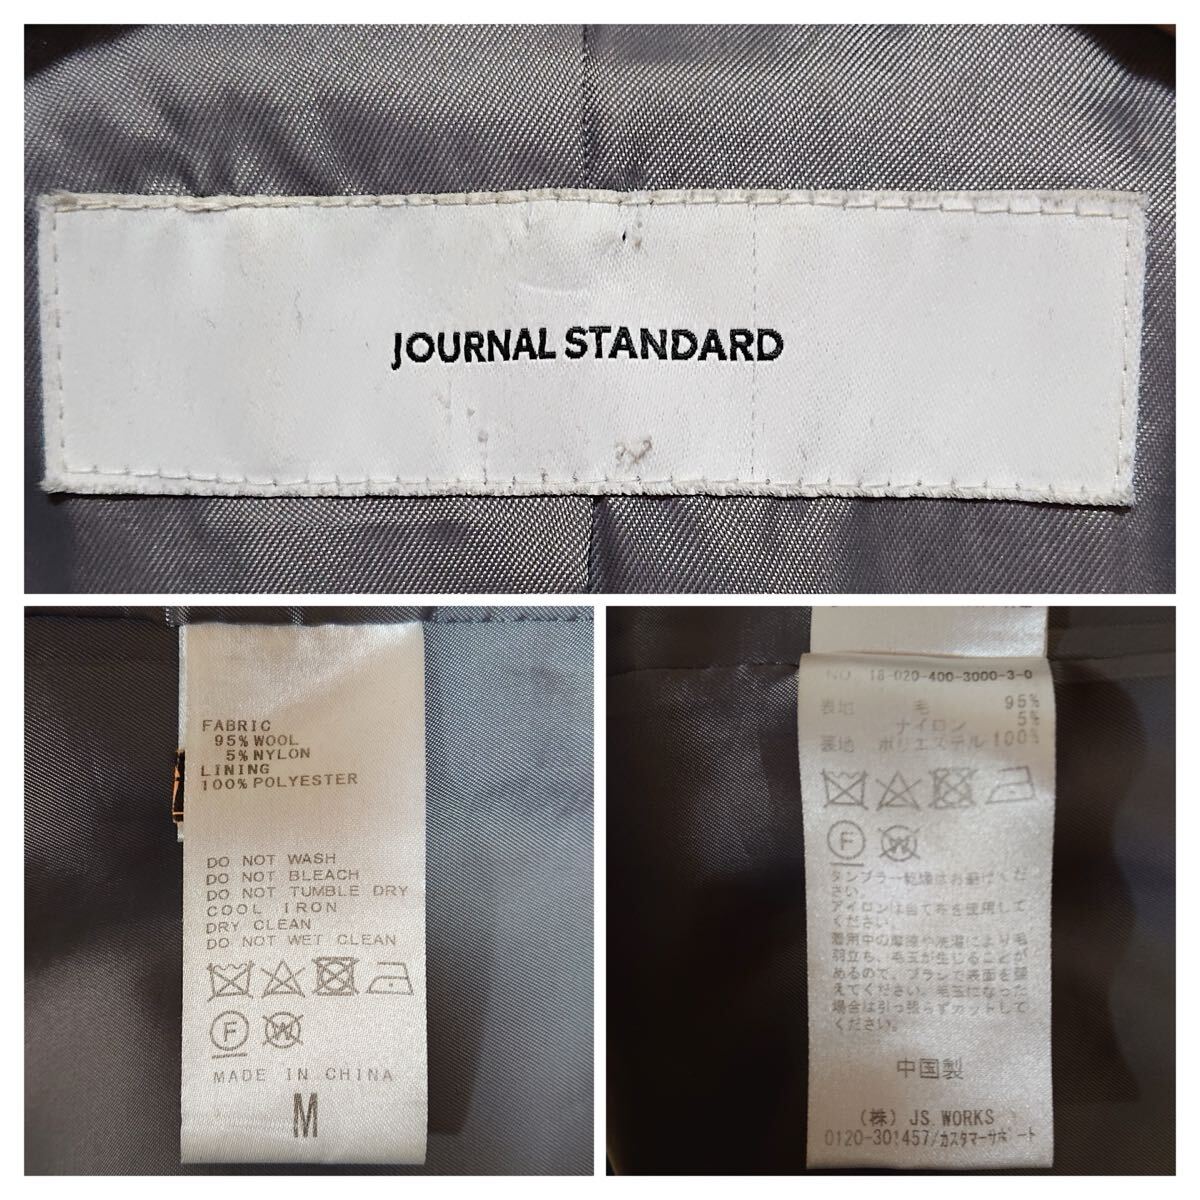 JOURNAL STANDARD
FABRIC
95% WOOL
5% NYLON
LINING
100% POLYESTER
DO NOT WASH
DO NOT BLEACH
DO NOT TUMBLE DRY
COOL IRON
DRY CLEAN
DO NOT WET CLEAN
F W
MADE IN CHINA
M
NO. 18-020-400-3000-3-0
表地 毛 95%
ナイロン 5%
裏地 ポリエステル 100%
F W
タンブラー乾燥はお避けくだ
さい。
アイロンは当て布を使用して
ください。
着用中の摩擦や洗濯により毛
羽立ち、毛玉が生じることが
あるので、ブラシで表面を整
えてください。毛玉になった
場合は引っ張らずカットして
ください。
中国製
(株) JS.WORKS
0120-301457/カスタマーサポート